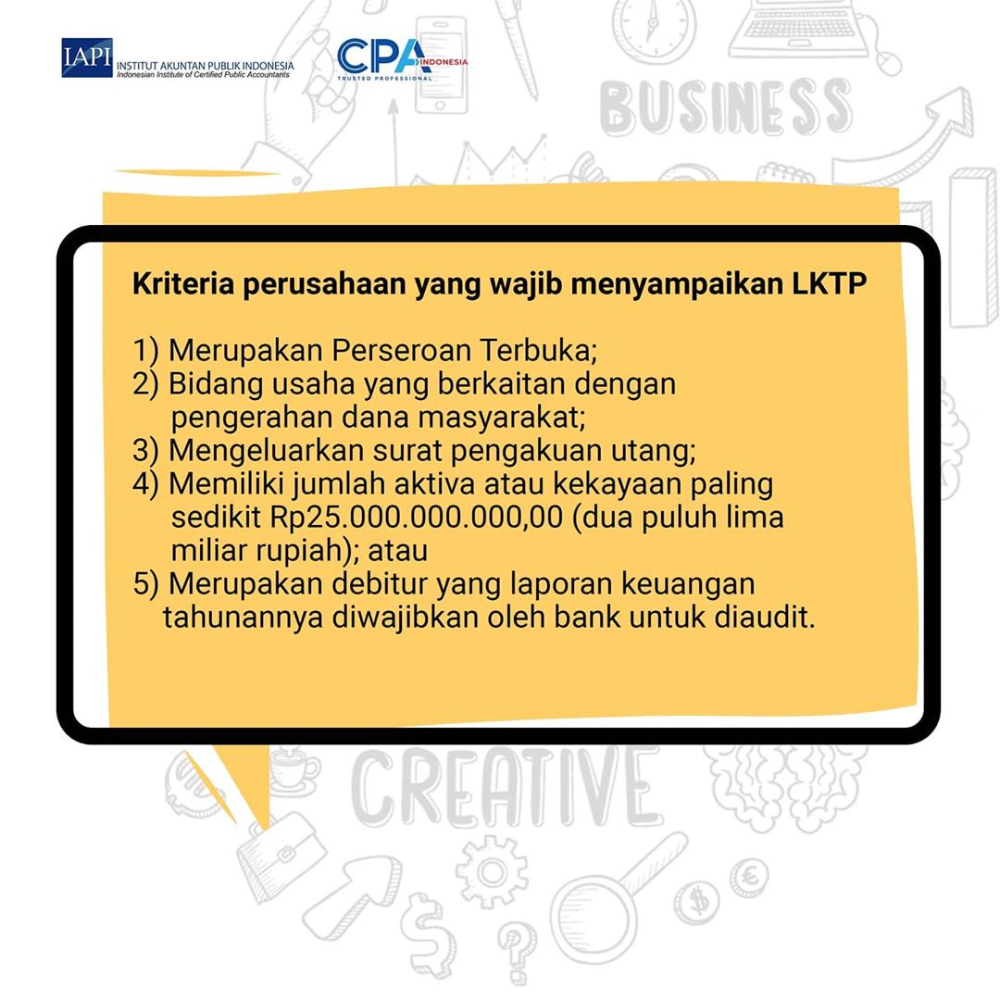 IAPI INSTITUT AKUNTAN PUBLIK INDONESIA
Indonesian Institute of Certified Public Accountants
CPA INDONESIA
TRUSTED PROFESSIONAL
BUSINESS
Kriteria perusahaan yang wajib menyampaikan LKTP
1) Merupakan Perseroan Terbuka;
2) Bidang usaha yang berkaitan dengan
pengerahan dana masyarakat;
3) Mengeluarkan surat pengakuan utang;
4) Memiliki jumlah aktiva atau kekayaan paling
sedikit Rp25.000.000.000,00 (dua puluh lima
miliar rupiah); atau
5) Merupakan debitur yang laporan keuangan
tahunannya diwajibkan oleh bank untuk diaudit.
CREATIVE